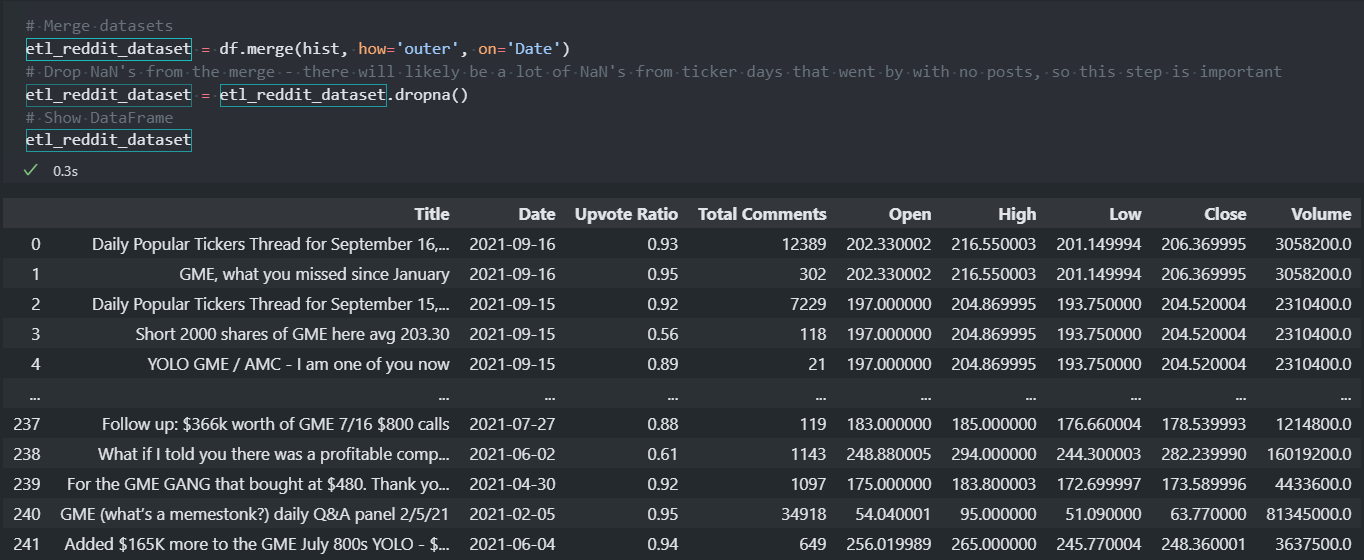 # Merge datasets
etl_reddit_dataset = df.merge(hist, how='outer', on='Date')
# Drop NaN's from the merge - there will likely be a lot of NaN's from ticker days that went by with no posts, so this step is important
etl_reddit_dataset = etl_reddit_dataset.dropna()
# Show DataFrame
etl_reddit_dataset
✓ 0.3s
Title Date Upvote Ratio Total Comments Open High Low Close Volume
0 Daily Popular Tickers Thread for September 16,... 2021-09-16 0.93 12389 202.330002 216.550003 201.149994 206.369995 3058200.0
1 GME, what you missed since January 2021-09-16 0.95 302 202.330002 216.550003 201.149994 206.369995 3058200.0
2 Daily Popular Tickers Thread for September 15,... 2021-09-15 0.92 7229 197.000000 204.869995 193.750000 204.520004 2310400.0
3 Short 2000 shares of GME here avg 203.30 2021-09-15 0.56 118 197.000000 204.869995 193.750000 204.520004 2310400.0
4 YOLO GME / AMC - I am one of you now 2021-09-15 0.89 21 197.000000 204.869995 193.750000 204.520004 2310400.0
... ... ... ... ... ... ... ... ... ...
237 Follow up: $366k worth of GME 7/16 $800 calls 2021-07-27 0.88 119 183.000000 185.000000 176.660004 178.539993 1214800.0
238 What if I told you there was a profitable comp... 2021-06-02 0.61 1143 248.880005 294.000000 244.300003 282.239990 16019200.0
239 For the GME GANG that bought at $480. Thank yo... 2021-04-30 0.92 1097 175.000000 183.800003 172.699997 173.589996 4433600.0
240 GME (what's a memestonk?) daily Q&A panel 2/5/21 2021-02-05 0.95 34918 54.040001 95.000000 51.090000 63.770000 81345000.0
241 Added $165K more to the GME July 800s YOLO - $... 2021-06-04 0.94 649 256.019989 265.000000 245.770004 248.360001 3637500.0